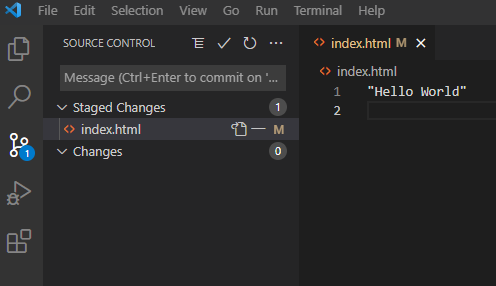 File Edit Selection View Go Run Terminal Help
SOURCE CONTROL
index.html M
Message (Ctrl+Enter to commit on '...
index.html
Staged Changes 1
1 "Hello World"
index.html M
2
Changes 0
1